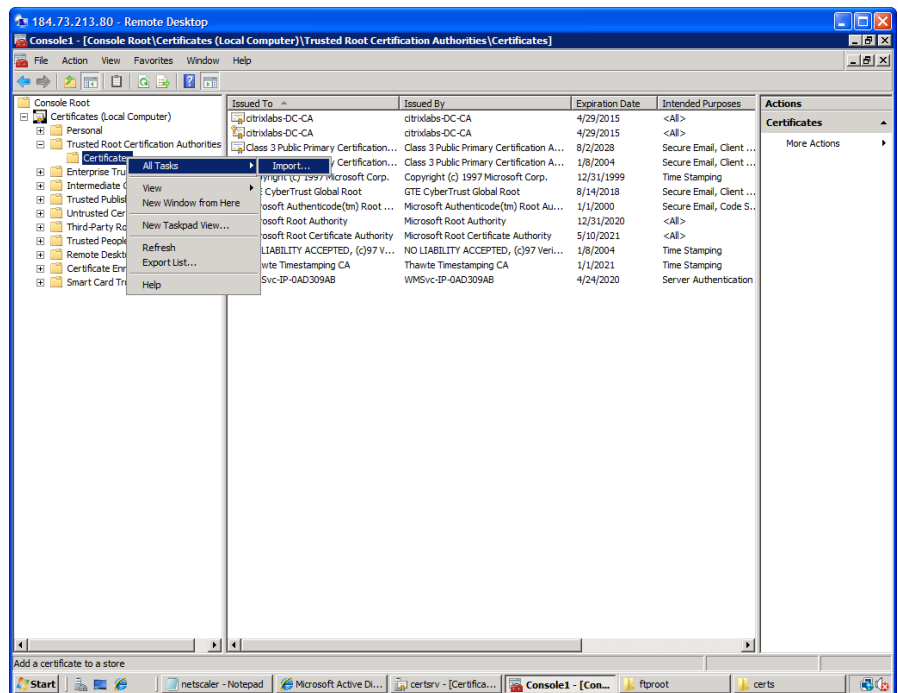 184.73.213.80 - Remote Desktop
Console1 - [Console Root\Certificates (Local Computer)\Trusted Root Certification Authorities\Certificates]
File Action View Favorites Window Help
Console Root
Certificates (Local Computer)
Personal
Trusted Root Certification Authorities
Certificates
Enterprise Tru
Intermediate C
Trusted Publis
Untrusted Cer
Third-Party Ro
Trusted People
Remote Deskto
Certificate Enr
Smart Card Tru
All Tasks
View
New Window from Here
New Taskpad View...
Refresh
Export List...
Help
Import...
Issued To Issued By Expiration Date Intended Purposes
citrixlabs-DC-CA citrixlabs-DC-CA 4/29/2015 <All>
citrixlabs-DC-CA citrixlabs-DC-CA 4/29/2015 <All>
Class 3 Public Primary Certification... Class 3 Public Primary Certification A... 8/2/2028 Secure Email, Client ...
y Certification... Class 3 Public Primary Certification A... 1/8/2004 Secure Email, Client ...
yright (c) 1997 Microsoft Corp. Copyright (c) 1997 Microsoft Corp. 12/31/1999 Time Stamping
E CyberTrust Global Root GTE CyberTrust Global Root 8/14/2018 Secure Email, Client ...
rosoft Authenticode(tm) Root ... Microsoft Authenticode(tm) Root Au... 1/1/2000 Secure Email, Code S...
rosoft Root Authority Microsoft Root Authority 12/31/2020 <All>
osoft Root Certificate Authority Microsoft Root Certificate Authority 5/10/2021 <All>
LIABILITY ACCEPTED, (c)97 V... NO LIABILITY ACCEPTED, (c)97 Veri... 1/8/2004 Time Stamping
wte Timestamping CA Thawte Timestamping CA 1/1/2021 Time Stamping
Svc-IP-0AD309AB WMSvc-IP-0AD309AB 4/24/2020 Server Authentication
Actions
Certificates
More Actions
Add a certificate to a store
Start netscaler - Notepad Microsoft Active Di... certsrv - [Certifica... Console1 - [Con... ftproot certs